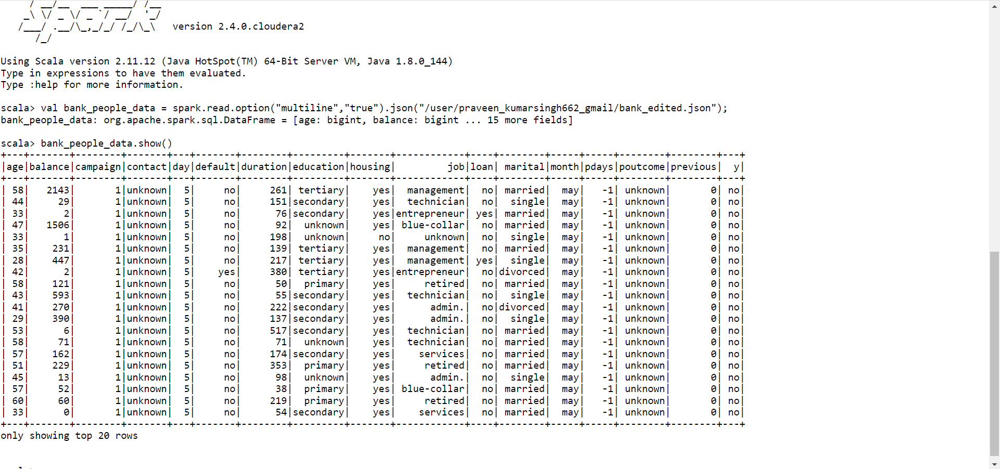 / __/__  ___ _____/ /__
    _\ \/ _ \/ _ `/ __/  '_/
   /___/ .__/\_,_/_/ /_/\_\   version 2.4.0.cloudera2
      /_/
Using Scala version 2.11.12 (Java HotSpot(TM) 64-Bit Server VM, Java 1.8.0_144)
Type in expressions to have them evaluated.
Type :help for more information.
scala> val bank_people_data = spark.read.option("multiline","true").json("/user/praveen_kumarsingh662_gmail/bank_edited.json");
bank_people_data: org.apache.spark.sql.DataFrame = [age: bigint, balance: bigint ... 15 more fields]
scala> bank_people_data.show()
+---+-------+--------+-------+---+-------+--------+---------+-------+------------+----+--------+-----+-----+--------+--------+---+
|age|balance|campaign|contact|day|default|duration|education|housing|         job|loan| marital|month|pdays|poutcome|previous|  y|
+---+-------+--------+-------+---+-------+--------+---------+-------+------------+----+--------+-----+-----+--------+--------+---+
| 58|   2143|       1|unknown|  5|     no|     261| tertiary|    yes|  management|  no| married|  may|   -1| unknown|       0| no|
| 44|     29|       1|unknown|  5|     no|     151|secondary|    yes|  technician|  no|  single|  may|   -1| unknown|       0| no|
| 33|      2|       1|unknown|  5|     no|      76|secondary|    yes|entrepreneur| yes| married|  may|   -1| unknown|       0| no|
| 47|   1506|       1|unknown|  5|     no|      92|  unknown|    yes| blue-collar|  no| married|  may|   -1| unknown|       0| no|
| 33|      1|       1|unknown|  5|     no|     198|  unknown|     no|     unknown|  no|  single|  may|   -1| unknown|       0| no|
| 35|    231|       1|unknown|  5|     no|     139| tertiary|    yes|  management|  no| married|  may|   -1| unknown|       0| no|
| 28|    447|       1|unknown|  5|     no|     217| tertiary|    yes|  management| yes|  single|  may|   -1| unknown|       0| no|
| 42|      2|       1|unknown|  5|    yes|     380| tertiary|    yes|entrepreneur|  no|divorced|  may|   -1| unknown|       0| no|
| 58|    121|       1|unknown|  5|     no|      50|  primary|    yes|     retired|  no| married|  may|   -1| unknown|       0| no|
| 43|    593|       1|unknown|  5|     no|      55|secondary|    yes|  technician|  no|  single|  may|   -1| unknown|       0| no|
| 41|    270|       1|unknown|  5|     no|     222|secondary|    yes|      admin.|  no|divorced|  may|   -1| unknown|       0| no|
| 29|    390|       1|unknown|  5|     no|     137|secondary|    yes|      admin.|  no|  single|  may|   -1| unknown|       0| no|
| 53|      6|       1|unknown|  5|     no|     517|secondary|    yes|  technician|  no| married|  may|   -1| unknown|       0| no|
| 58|     71|       1|unknown|  5|     no|      71|  unknown|    yes|  technician|  no| married|  may|   -1| unknown|       0| no|
| 57|    162|       1|unknown|  5|     no|     174|secondary|    yes|    services|  no| married|  may|   -1| unknown|       0| no|
| 51|    229|       1|unknown|  5|     no|     353|  primary|    yes|     retired|  no| married|  may|   -1| unknown|       0| no|
| 45|     13|       1|unknown|  5|     no|      98|  unknown|    yes|      admin.|  no|  single|  may|   -1| unknown|       0| no|
| 57|     52|       1|unknown|  5|     no|      38|  primary|    yes| blue-collar|  no| married|  may|   -1| unknown|       0| no|
| 60|     60|       1|unknown|  5|     no|     219|  primary|    yes|     retired|  no| married|  may|   -1| unknown|       0| no|
| 33|      0|       1|unknown|  5|     no|      54|secondary|    yes|    services|  no| married|  may|   -1| unknown|       0| no|
+---+-------+--------+-------+---+-------+--------+---------+-------+------------+----+--------+-----+-----+--------+--------+---+
only showing top 20 rows